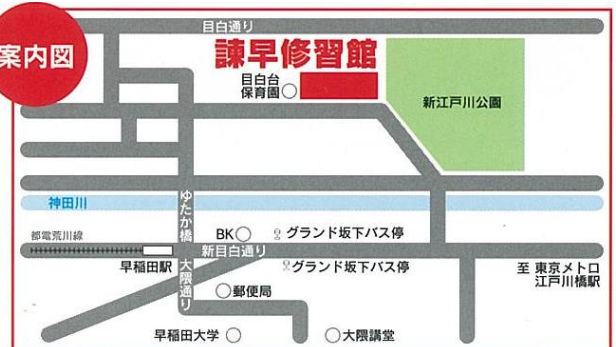 案内図
目白通り
諫早修習館
目白台
保育園
新江戸川公園
神田川
ゆたか橋
都電荒川線
早稲田駅
BK
グランド坂下バス停
新目白通り
大隈通り
グランド坂下バス停
至 東京メトロ
江戸川橋駅
郵便局
早稲田大学
大隈講堂